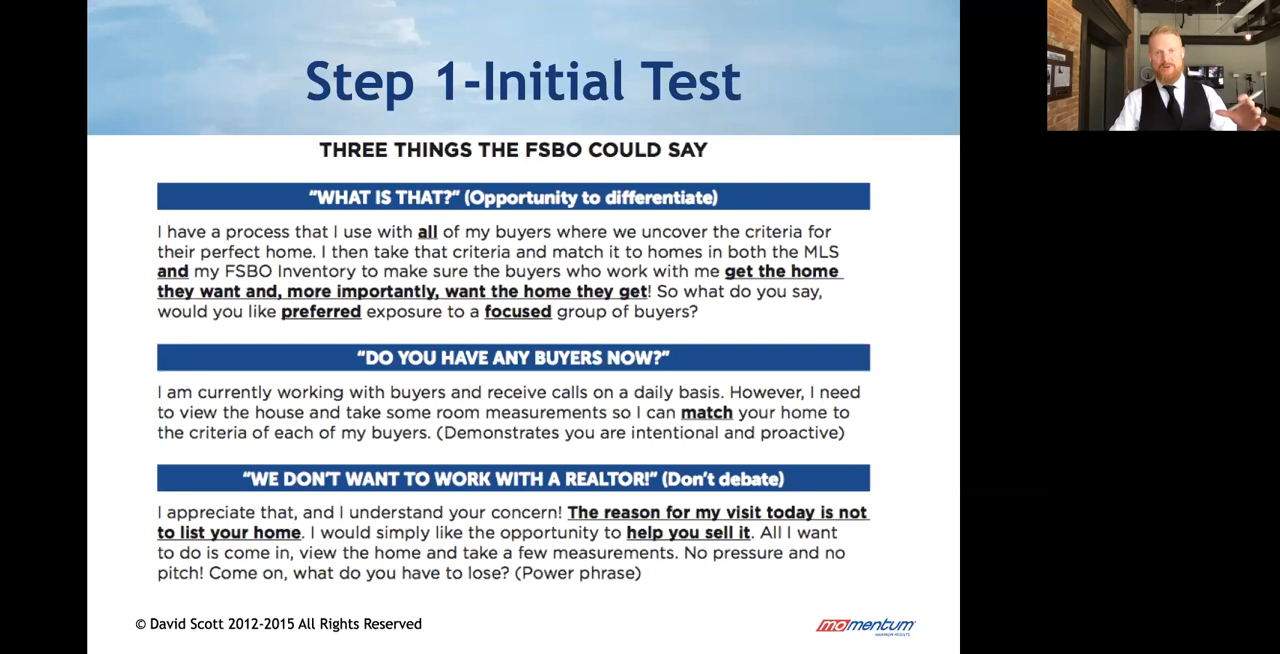 Step 1-Initial Test
THREE THINGS THE FSBO COULD SAY
“WHAT IS THAT?” (Opportunity to differentiate)
I have a process that I use with all of my buyers where we uncover the criteria for
their perfect home. I then take that criteria and match it to homes in both the MLS
and my FSBO Inventory to make sure the buyers who work with me get the home
they want and, more importantly, want the home they get! So what do you say,
would you like preferred exposure to a focused group of buyers?
“DO YOU HAVE ANY BUYERS NOW?”
I am currently working with buyers and receive calls on a daily basis. However, I need
to view the house and take some room measurements so I can match your home to
the criteria of each of my buyers. (Demonstrates you are intentional and proactive)
“WE DON’T WANT TO WORK WITH A REALTOR!” (Don’t debate)
I appreciate that, and I understand your concern! The reason for my visit today is not
to list your home. I would simply like the opportunity to help you sell it. All I want
to do is come in, view the home and take a few measurements. No pressure and no
pitch! Come on, what do you have to lose? (Power phrase)
© David Scott 2012-2015 All Rights Reserved
momentum